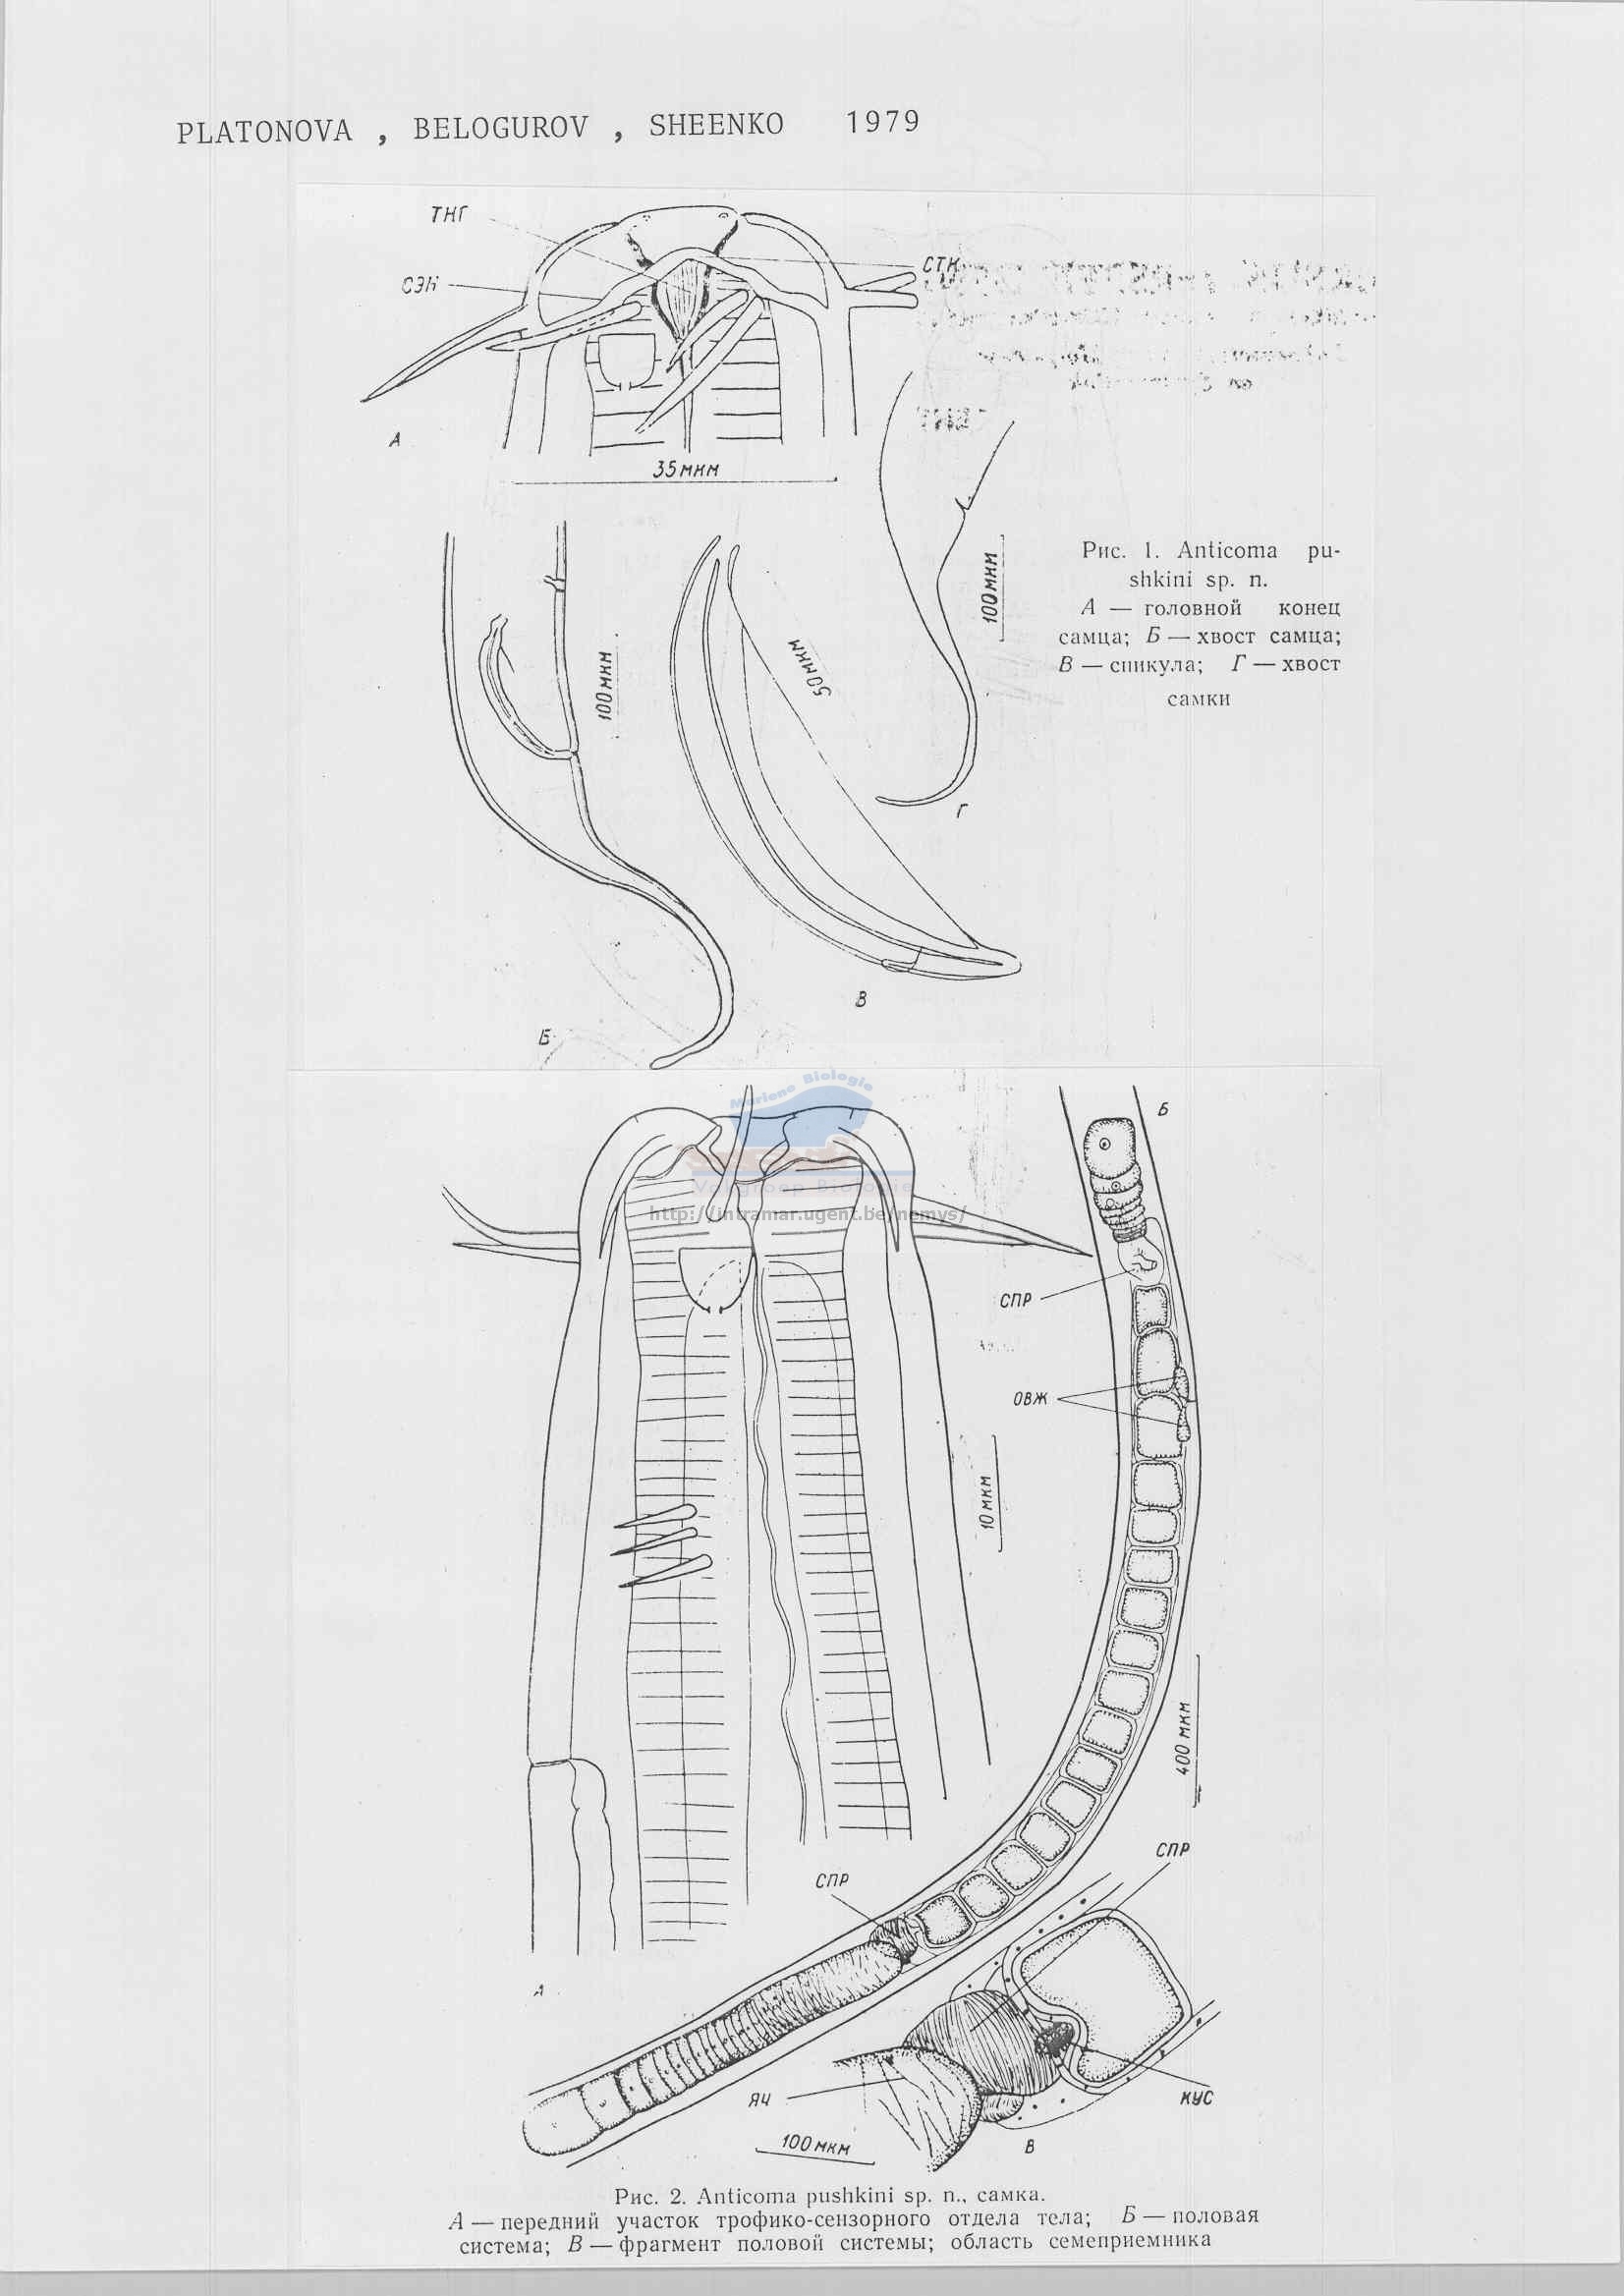 PLATONOVA , BELOGUROV , SHEENKO 1979
ТНГ
СЭН
СТК
А
35 мкм
100 мкм
50 мкм
100 мкм
Рис. 1. Anticoma pu-
shkini sp. n.
А — головной конец
самца; Б — хвост самца;
В — спикула; Г — хвост
самки
Г
В
Б
Mariene Biologie
Vakgroep Biologie
http://intramar.ugent.be/nemys/
Б
СПР
ОВЖ
10 мкм
400 мкм
СПР
СПР
А
ЯЧ
КУС
100 мкм
В
Рис. 2. Anticoma pushkini sp. n., самка.
А — передний участок трофико-сензорного отдела тела; Б — половая
система; В — фрагмент половой системы; область семеприемника